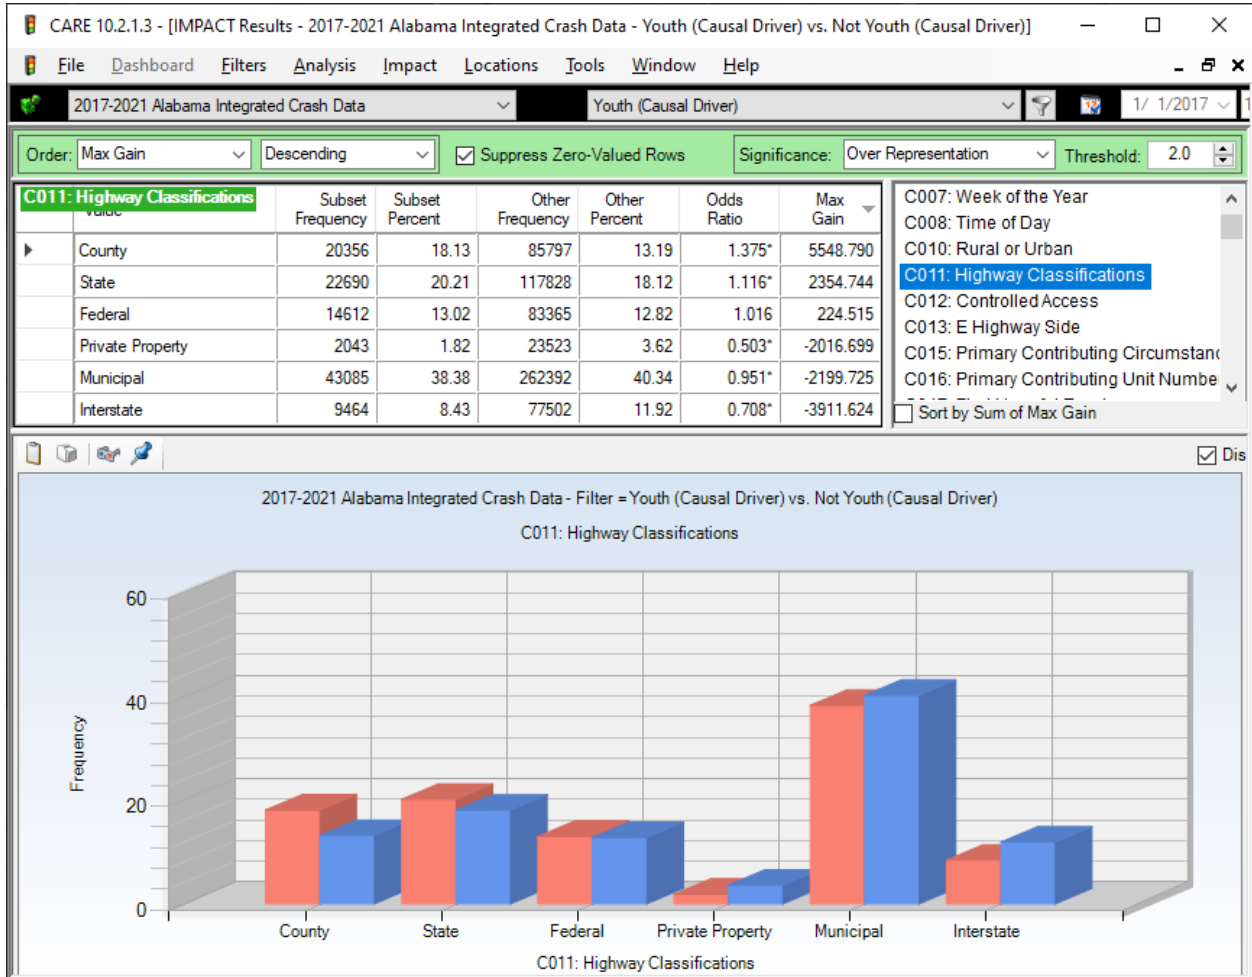 CARE 10.2.1.3 - [IMPACT Results - 2017-2021 Alabama Integrated Crash Data - Youth (Causal Driver) vs. Not Youth (Causal Driver)]
File Dashboard Filters Analysis Impact Locations Tools Window Help
2017-2021 Alabama Integrated Crash Data Youth (Causal Driver) 1/ 1/2017 1
Order: Max Gain Descending Suppress Zero-Valued Rows Significance: Over Representation Threshold: 2.0
C011: Highway Classifications Subset Frequency Subset Percent Other Frequency Other Percent Odds Ratio Max Gain
County 20356 18.13 85797 13.19 1.375* 5548.790
State 22690 20.21 117828 18.12 1.116* 2354.744
Federal 14612 13.02 83365 12.82 1.016 224.515
Private Property 2043 1.82 23523 3.62 0.503* -2016.699
Municipal 43085 38.38 262392 40.34 0.951* -2199.725
Interstate 9464 8.43 77502 11.92 0.708* -3911.624
C007: Week of the Year
C008: Time of Day
C010: Rural or Urban
C011: Highway Classifications
C012: Controlled Access
C013: E Highway Side
C015: Primary Contributing Circumstanc
C016: Primary Contributing Unit Number
Sort by Sum of Max Gain
Dis
2017-2021 Alabama Integrated Crash Data - Filter = Youth (Causal Driver) vs. Not Youth (Causal Driver)
C011: Highway Classifications
60
40
20
0
Frequency
County State Federal Private Property Municipal Interstate
C011: Highway Classifications